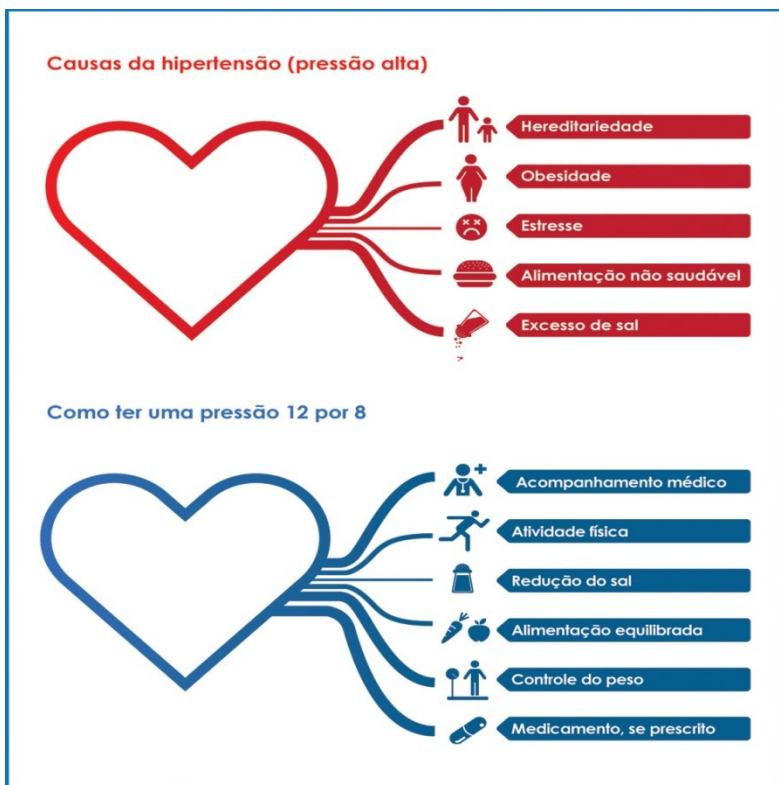 Causas da hipertensão (pressão alta)
Hereditariedade
Obesidade
Estresse
Alimentação não saudável
Excesso de sal
Como ter uma pressão 12 por 8
Acompanhamento médico
Atividade física
Redução do sal
Alimentação equilibrada
Controle do peso
Medicamento, se prescrito